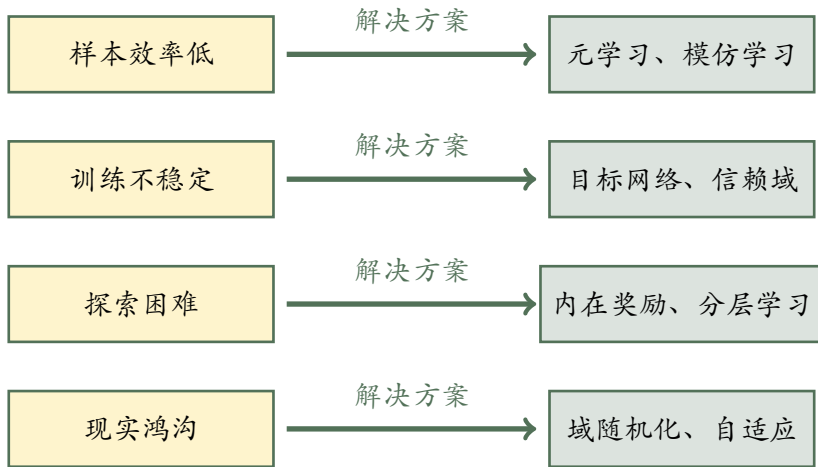 样本效率低
解决方案
元学习、模仿学习
训练不稳定
解决方案
目标网络、信赖域
探索困难
解决方案
内在奖励、分层学习
现实鸿沟
解决方案
域随机化、自适应